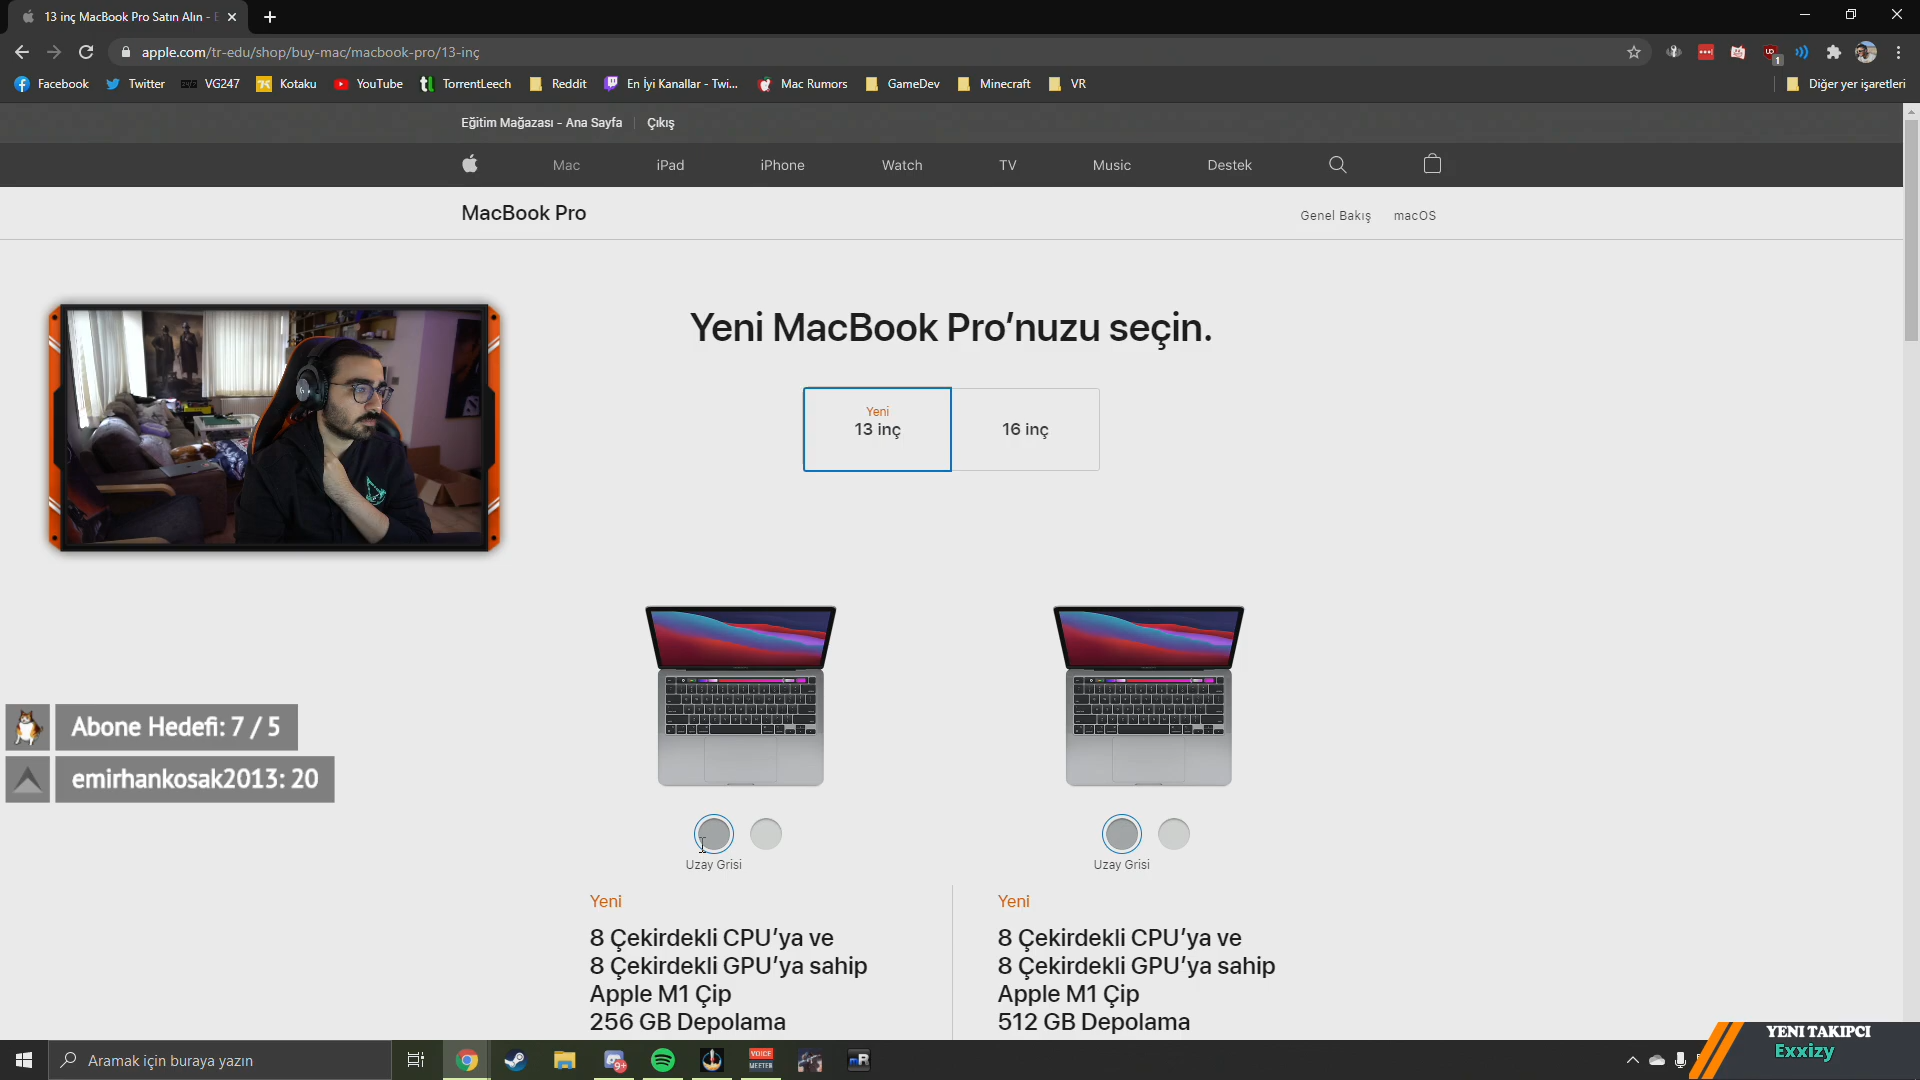 13 inç MacBook Pro Satın Alın - E
apple.com/tr-edu/shop/buy-mac/macbook-pro/13-inç
Facebook
Twitter
VG247
Kotaku
YouTube
TorrentLeech
Reddit
En İyi Kanallar - Twi...
Mac Rumors
GameDev
Minecraft
VR
Diğer yer işaretleri
Eğitim Mağazası - Ana Sayfa
Çıkış
Mac
iPad
iPhone
Watch
TV
Music
Destek
MacBook Pro
Genel Bakış
macOS
Yeni MacBook Pro'nuzu seçin.
Yeni
13 inç
16 inç
Abone Hedefi: 7 / 5
emirhankosak2013: 20
Uzay Grisi
Uzay Grisi
Yeni
8 Çekirdekli CPU'ya ve
8 Çekirdekli GPU'ya sahip
Apple M1 Çip
256 GB Depolama
Yeni
8 Çekirdekli CPU'ya ve
8 Çekirdekli GPU'ya sahip
Apple M1 Çip
512 GB Depolama
YENI TAKIPCI
Exxizy
Aramak için buraya yazın
9+
VOICE
MEETER